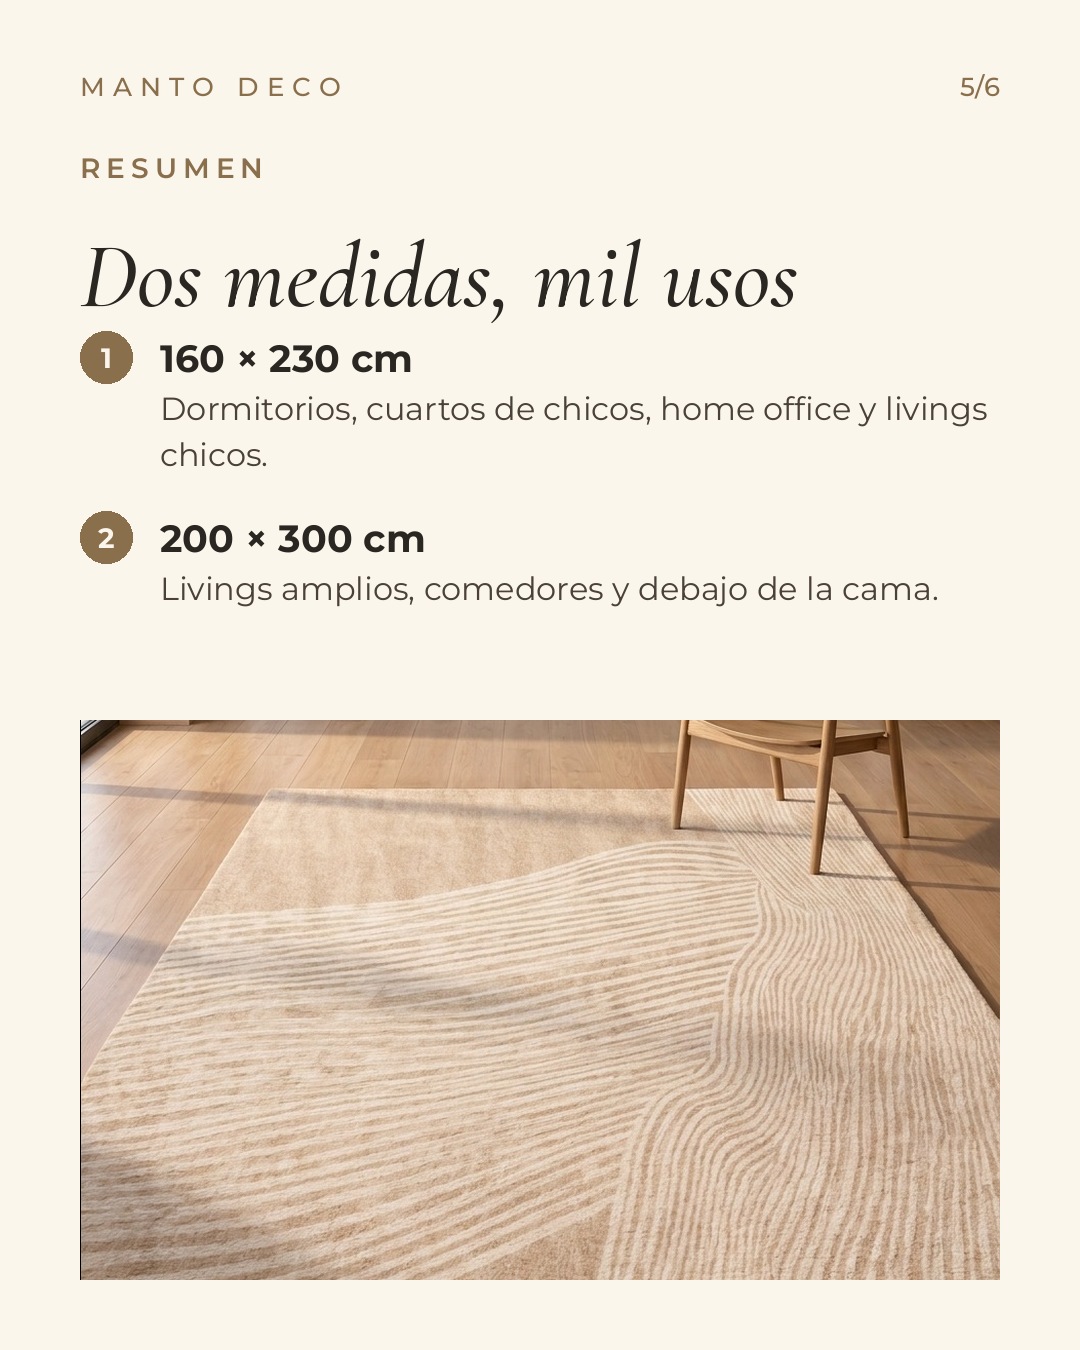 MANTO DECO
5/6
RESUMEN
Dos medidas, mil usos
1
160 × 230 cm
Dormitorios, cuartos de chicos, home office y livings
chicos.
2
200 × 300 cm
Livings amplios, comedores y debajo de la cama.